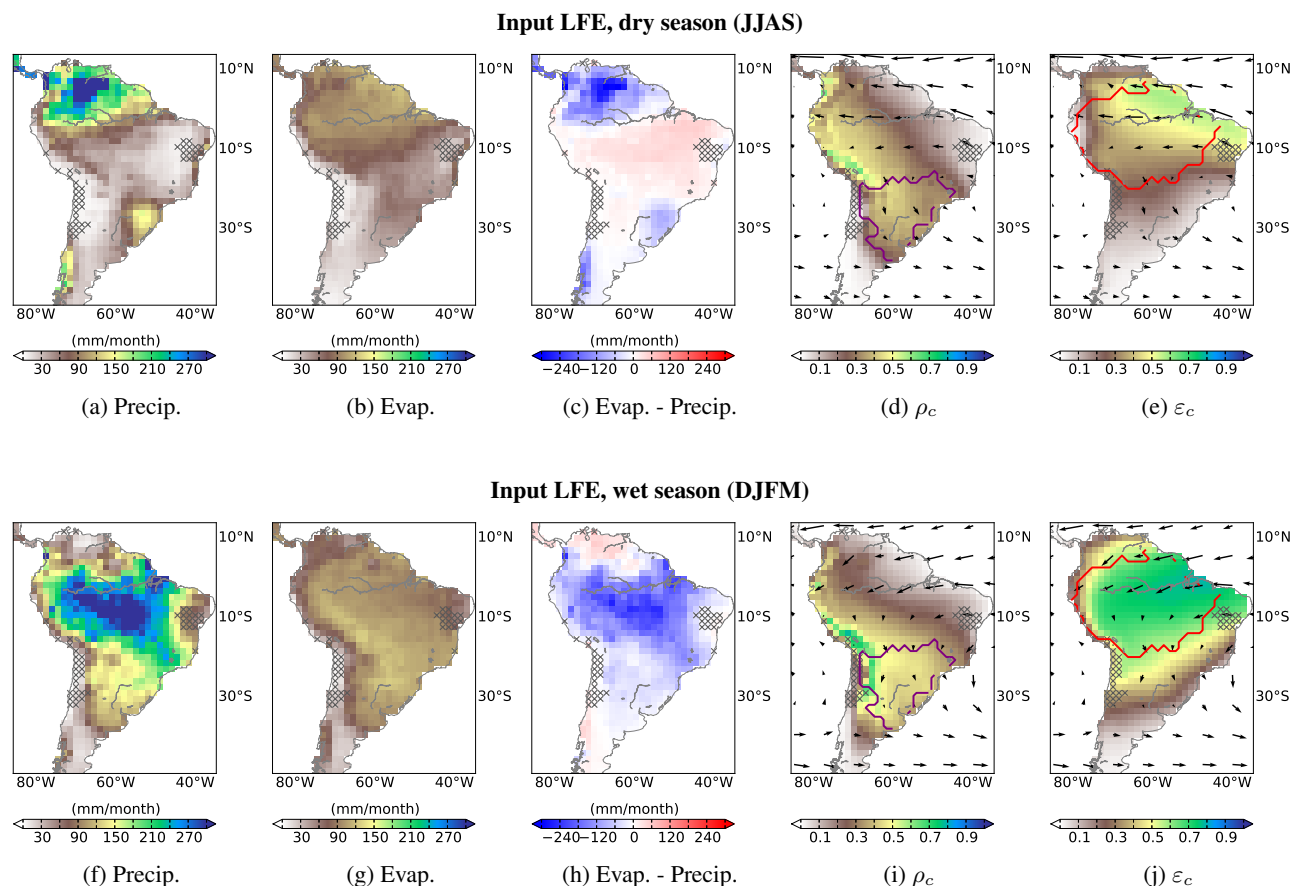 Input LFE, dry season (JJAS)
10°N 10°N 10°N 10°N 10°N
10°S 10°S 10°S 10°S 10°S
30°S 30°S 30°S 30°S 30°S
80°W 60°W 40°W 80°W 60°W 40°W 80°W 60°W 40°W 80°W 60°W 40°W 80°W 60°W 40°W
(mm/month) (mm/month) (mm/month)
30 90 150 210 270 30 90 150 210 270 −240 −120 0 120 240 0.1 0.3 0.5 0.7 0.9 0.1 0.3 0.5 0.7 0.9
(a) Precip. (b) Evap. (c) Evap. - Precip. (d) ρc (e) εc
Input LFE, wet season (DJFM)
10°N 10°N 10°N 10°N 10°N
10°S 10°S 10°S 10°S 10°S
30°S 30°S 30°S 30°S 30°S
80°W 60°W 40°W 80°W 60°W 40°W 80°W 60°W 40°W 80°W 60°W 40°W 80°W 60°W 40°W
(mm/month) (mm/month) (mm/month)
30 90 150 210 270 30 90 150 210 270 −240 −120 0 120 240 0.1 0.3 0.5 0.7 0.9 0.1 0.3 0.5 0.7 0.9
(f) Precip. (g) Evap. (h) Evap. - Precip. (i) ρc (j) εc